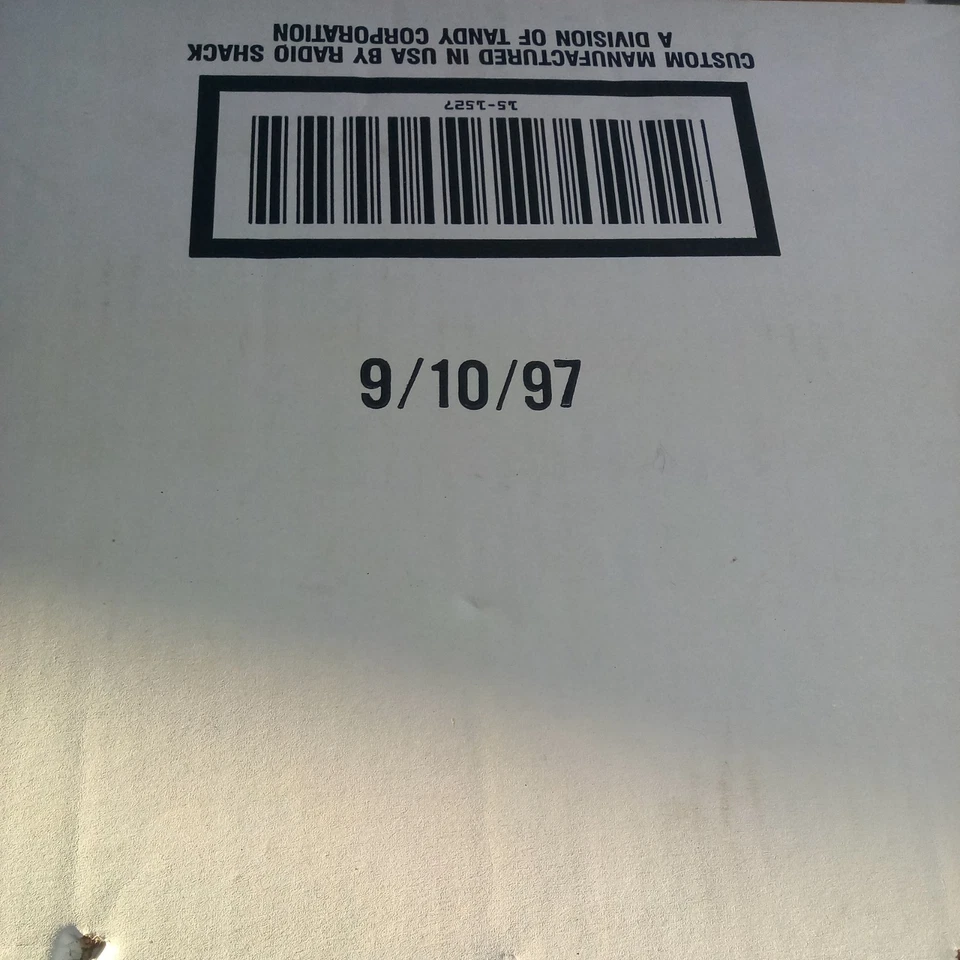 CUSTOM MANUFACTURED IN USA BY RADIO SHACK
A DIVISION OF TANDY CORPORATION
15-1527
9/10/97